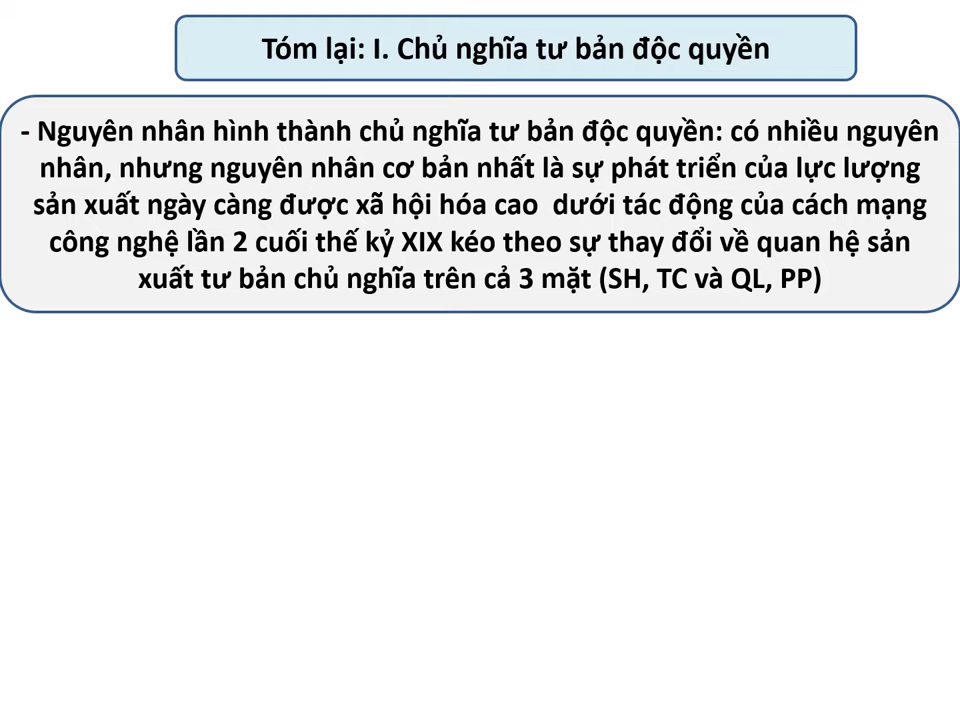 Tóm lại: I. Chủ nghĩa tư bản độc quyền
- Nguyên nhân hình thành chủ nghĩa tư bản độc quyền: có nhiều nguyên
nhân, nhưng nguyên nhân cơ bản nhất là sự phát triển của lực lượng
sản xuất ngày càng được xã hội hóa cao dưới tác động của cách mạng
công nghệ lần 2 cuối thế kỷ XIX kéo theo sự thay đổi về quan hệ sản
xuất tư bản chủ nghĩa trên cả 3 mặt (SH, TC và QL, PP)